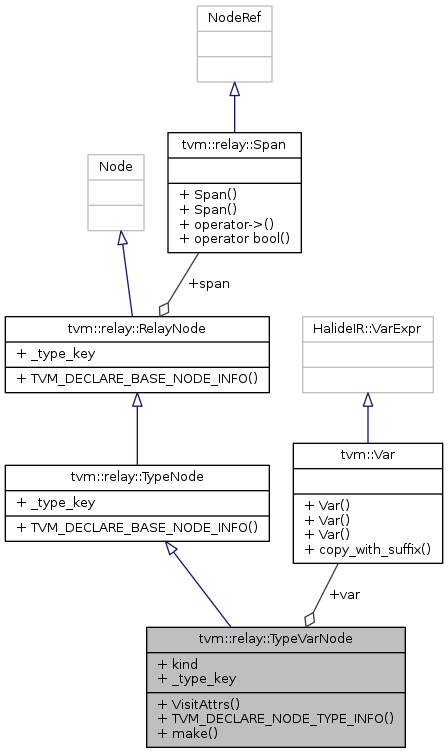 NodeRef
tvm::relay::Span
+ Span()
+ Span()
+ operator->()
+ operator bool()
Node
+span
tvm::relay::RelayNode
+ _type_key
+ TVM_DECLARE_BASE_NODE_INFO()
HalideIR::VarExpr
tvm::relay::TypeNode
+ _type_key
+ TVM_DECLARE_BASE_NODE_INFO()
tvm::Var
+ Var()
+ Var()
+ Var()
+ copy_with_suffix()
+var
tvm::relay::TypeVarNode
+ kind
+ _type_key
+ VisitAttrs()
+ TVM_DECLARE_NODE_TYPE_INFO()
+ make()